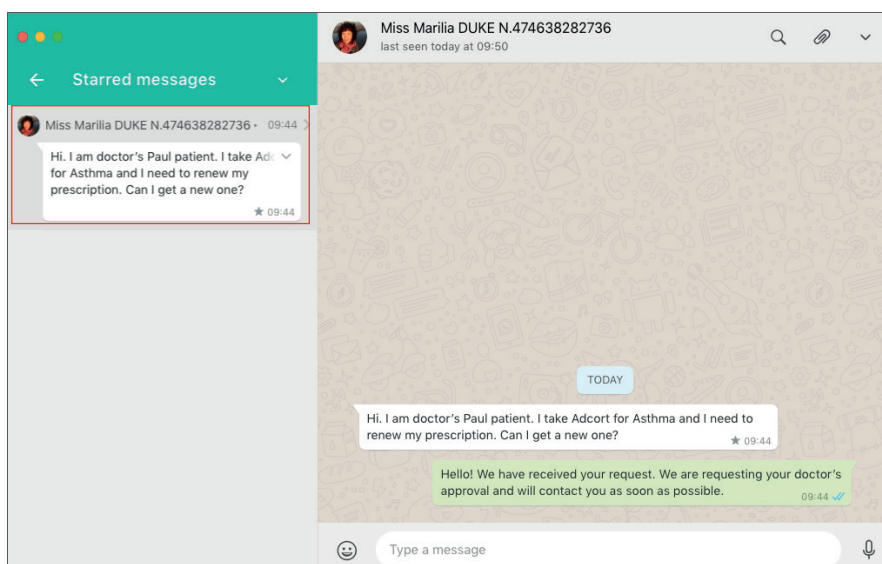 Miss Marilia DUKE N.474638282736
last seen today at 09:50
Starred messages
Miss Marilia DUKE N.474638282736 • 09:44
Hi. I am doctor's Paul patient. I take
for Asthma and I need to renew my
prescription. Can I get a new one?
09:44
TODAY
Hi. I am doctor's Paul patient. I take Adcort for Asthma and I need to
renew my prescription. Can I get a new one?
09:44
Hello! We have received your request. We are requesting your doctor's
approval and will contact you as soon as possible.
09:44
Type a message